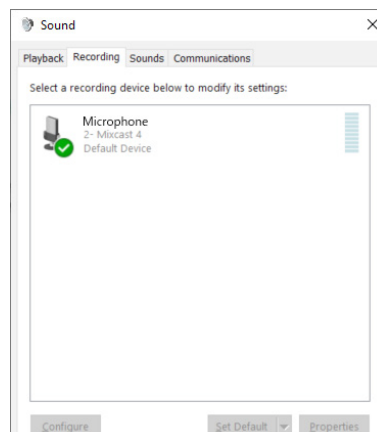 Sound
Playback Recording Sounds Communications
Select a recording device below to modify its settings:
Microphone
2- Mixcast 4
Default Device
Configure Set Default Properties